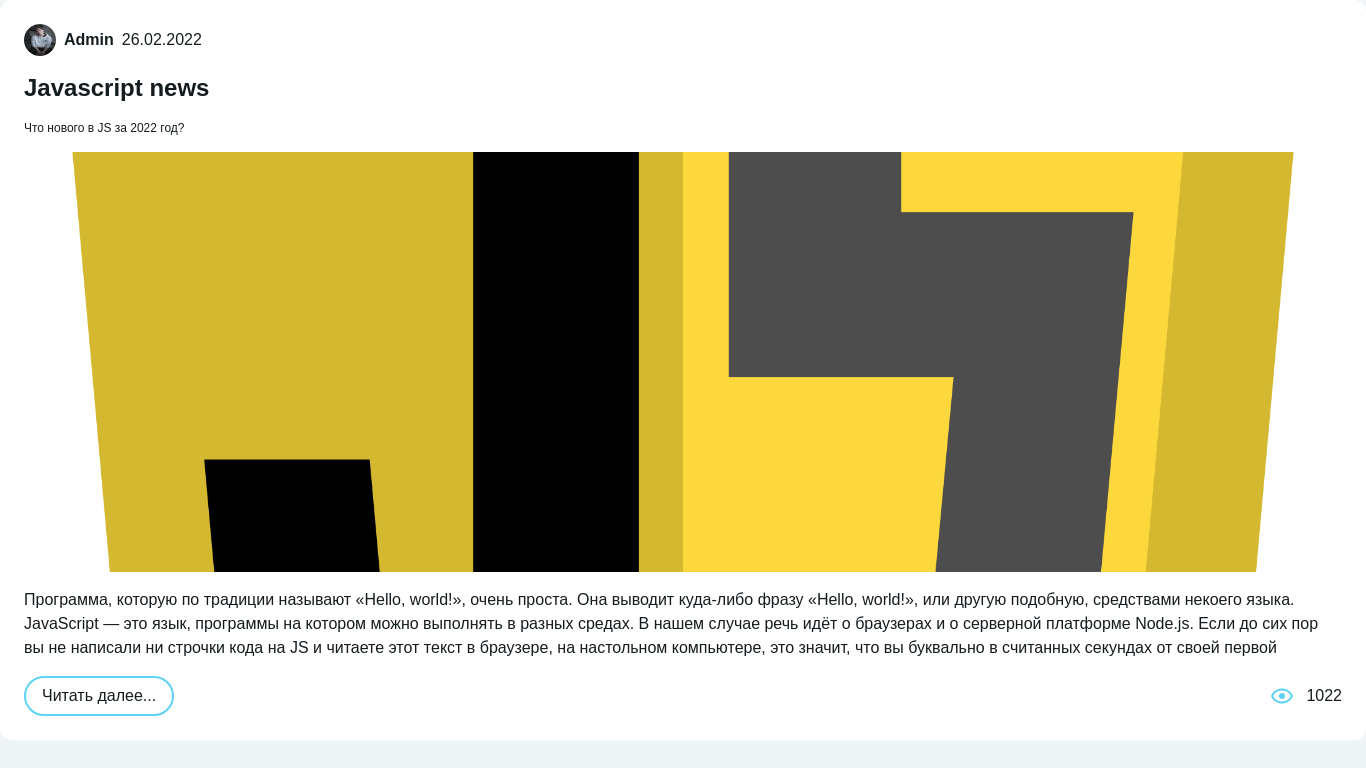 Admin 26.02.2022
Javascript news
Что нового в JS за 2022 год?
Программа, которую по традиции называют «Hello, world!», очень проста. Она выводит куда-либо фразу «Hello, world!», или другую подобную, средствами некоего языка.
JavaScript — это язык, программы на котором можно выполнять в разных средах. В нашем случае речь идёт о браузерах и о серверной платформе Node.js. Если до сих пор
вы не написали ни строчки кода на JS и читаете этот текст в браузере, на настольном компьютере, это значит, что вы буквально в считанных секундах от своей первой
Читать далее... 1022